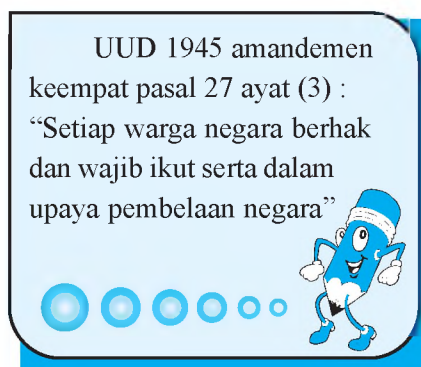 UUD 1945 amandemen
keempat pasal 27 ayat (3) :
“Setiap warga negara berhak
dan wajib ikut serta dalam
upaya pembelaan negara”